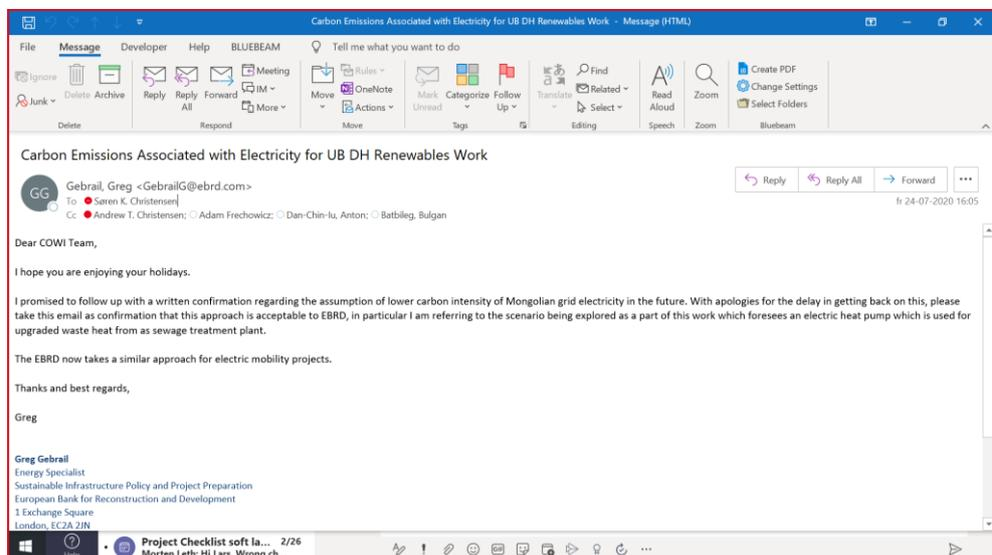 Carbon Emissions Associated with Electricity for UB DH Renewables Work - Message (HTML)
File Message Developer Help BLUEBEAM Tell me what you want to do
Ignore
Junk
Delete
Archive
Delete
Reply
Reply All
Forward
Meeting
IM
More
Respond
Move
Rules
OneNote
Actions
Move
Mark Unread
Categorize
Follow Up
Tags
Translate
Find
Related
Select
Editing
Read Aloud
Speech
Zoom
Zoom
Create PDF
Change Settings
Select Folders
Bluebeam
Carbon Emissions Associated with Electricity for UB DH Renewables Work
GG
Gebrail, Greg <GebrailG@ebrd.com>
To Søren K. Christensen
Cc Andrew T. Christensen; Adam Frechowicz; Dan-Chin-Iu, Anton; Batbileg, Bulgan
Reply Reply All Forward
fr 24-07-2020 16:05
Dear COWI Team,
I hope you are enjoying your holidays.
I promised to follow up with a written confirmation regarding the assumption of lower carbon intensity of Mongolian grid electricity in the future. With apologies for the delay in getting back on this, please
take this email as confirmation that this approach is acceptable to EBRD, in particular I am referring to the scenario being explored as a part of this work which foresees an electric heat pump which is used for
upgraded waste heat from as sewage treatment plant.
The EBRD now takes a similar approach for electric mobility projects.
Thanks and best regards,
Greg
Greg Gebrail
Energy Specialist
Sustainable Infrastructure Policy and Project Preparation
European Bank for Reconstruction and Development
1 Exchange Square
London, EC2A 2JN
Project Checklist soft la... 2/26
Morten Leth: Hi Lars, Wrong ch